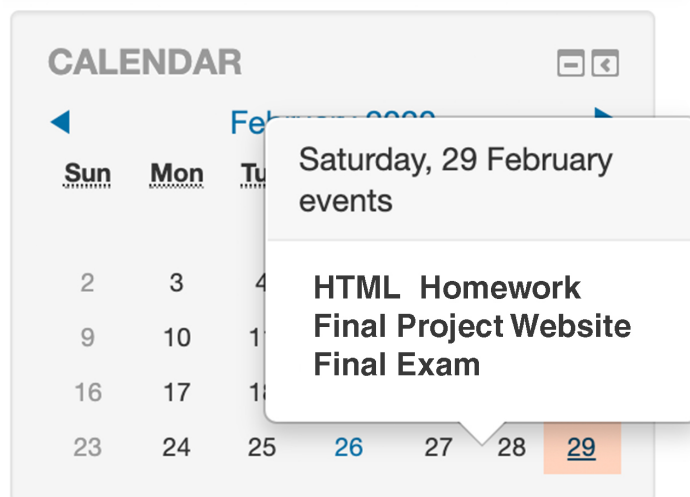 CALENDAR
Saturday, 29 February
events
Sun Mon
HTML Homework
Final Project Website
Final Exam
2 3
9 10
16 17
23 24 25 26 27 28 29